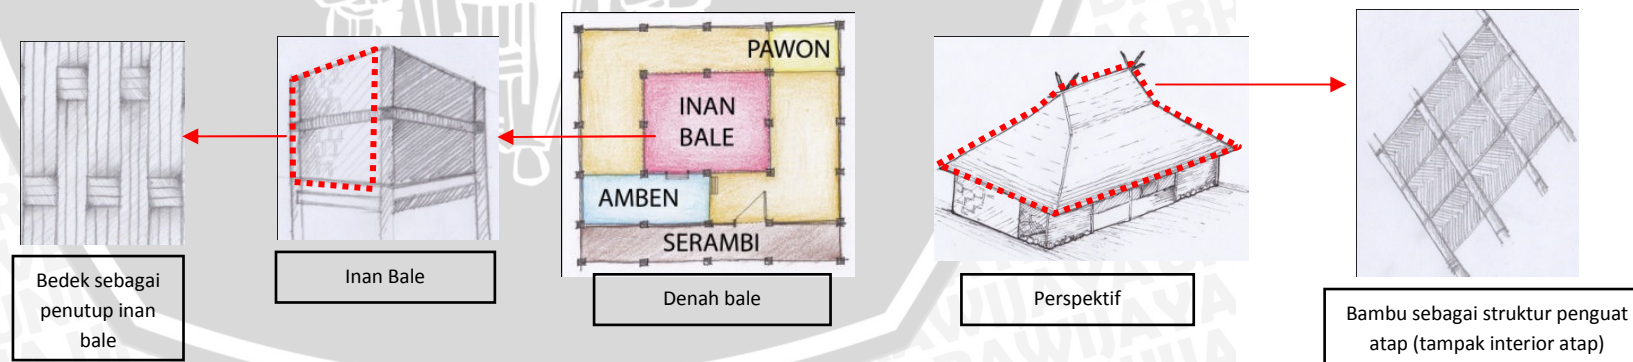 PAWON
INAN
BALE
AMBEN
SERAMBI
Bedek sebagai
penutup inan
bale
Inan Bale
Denah bale
Perspektif
Bambu sebagai struktur penguat
atap (tampak interior atap)